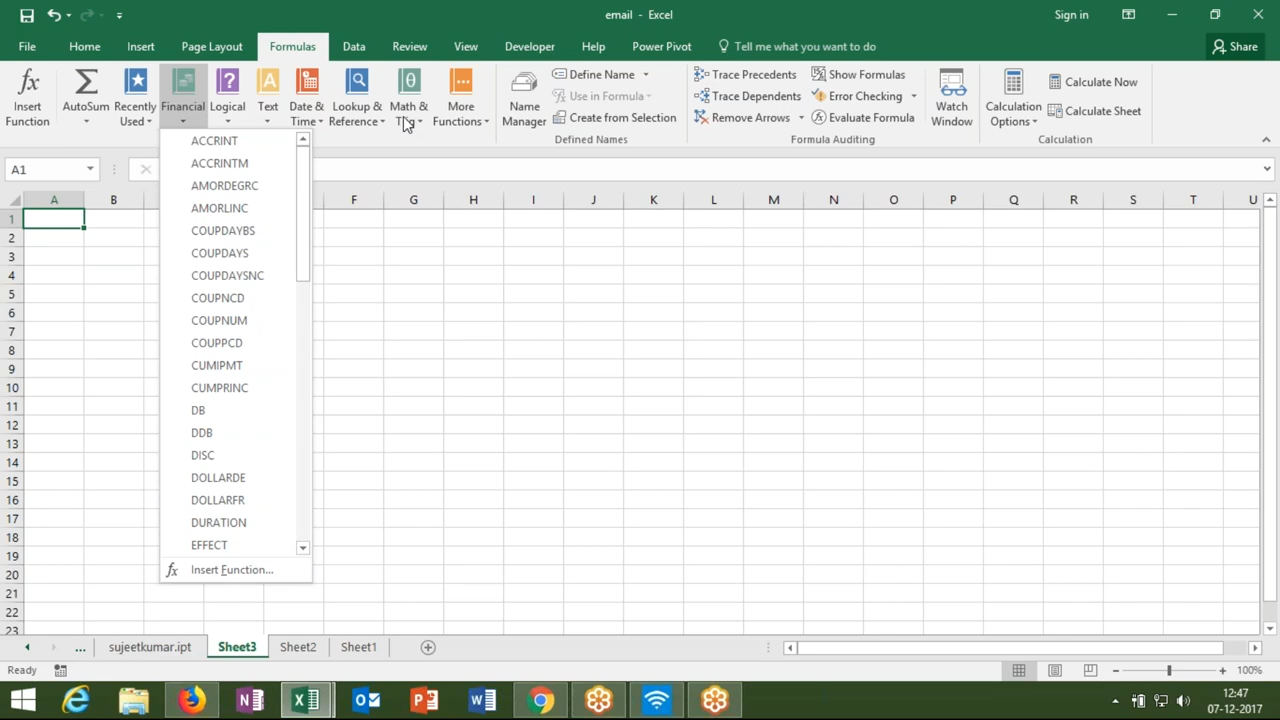 email - Excel
Sign in
File Home Insert Page Layout Formulas Data Review View Developer Help Power Pivot Tell me what you want to do Share
Insert Function
AutoSum
Recently Used
Financial
Logical
Text
Date & Time
Lookup & Reference
Math &
More Functions
Name Manager
Define Name
Use in Formula
Create from Selection
Defined Names
Trace Precedents
Trace Dependents
Remove Arrows
Show Formulas
Error Checking
Evaluate Formula
Formula Auditing
Watch Window
Calculation Options
Calculate Now
Calculate Sheet
Calculation
A1
A B F G H I J K L M N O P Q R S T U
1
2
3
4
5
6
7
8
9
10
11
12
13
14
15
16
17
18
19
20
21
22
23
ACCRINT
ACCRINTM
AMORDEGRC
AMORLINC
COUPDAYBS
COUPDAYS
COUPDAYSNC
COUPNCD
COUPNUM
COUPPCD
CUMIPMT
CUMPRINC
DB
DDB
DISC
DOLLARDE
DOLLARFR
DURATION
EFFECT
fx Insert Function...
... sujeetkumar.ipt Sheet3 Sheet2 Sheet1
Ready
100%
12:47
07-12-2017